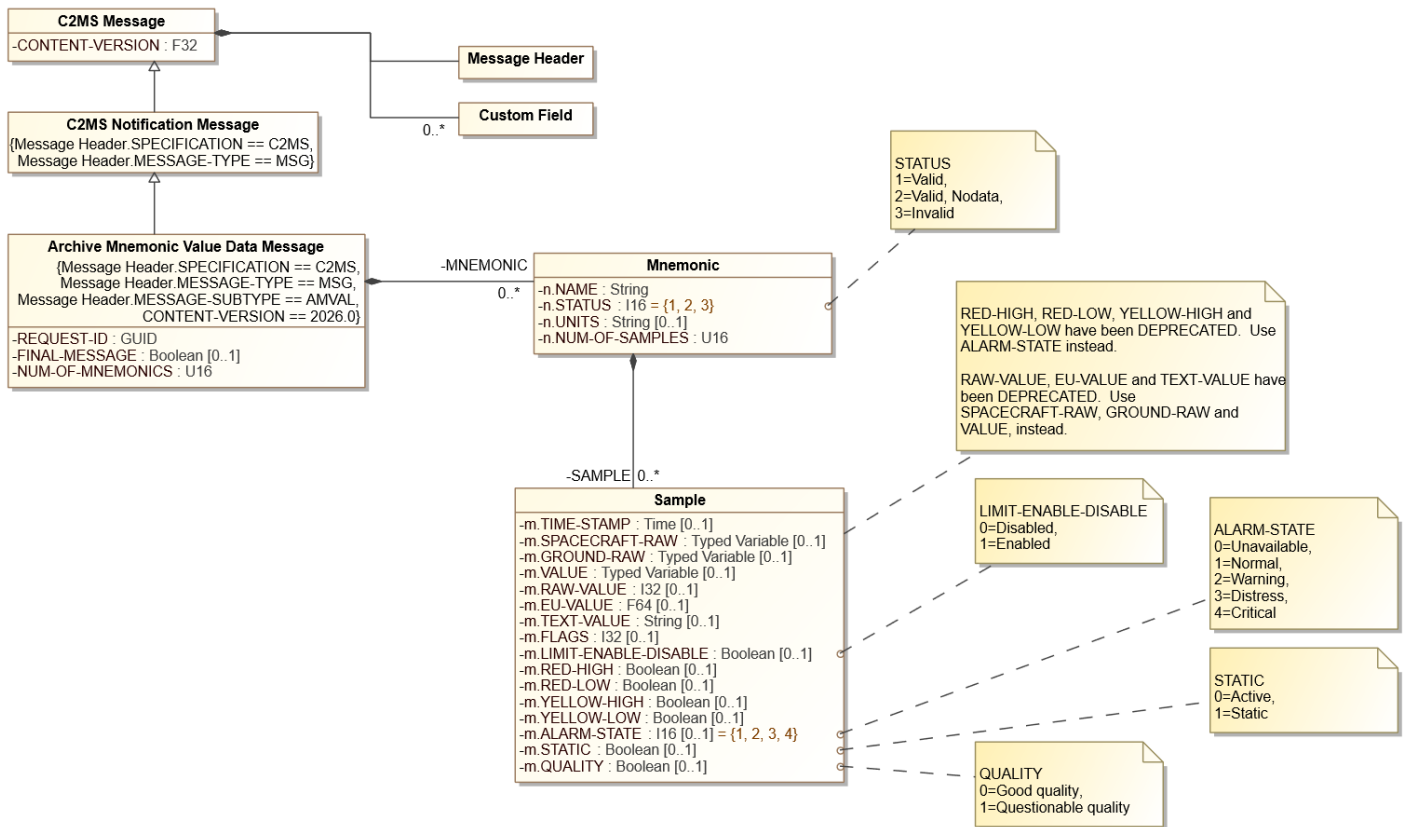 C2MS Message
-CONTENT-VERSION : F32
Message Header
Custom Field
0..*
C2MS Notification Message
{Message Header.SPECIFICATION == C2MS,
Message Header.MESSAGE-TYPE == MSG}
Archive Mnemonic Value Data Message
{Message Header.SPECIFICATION == C2MS,
Message Header.MESSAGE-TYPE == MSG,
Message Header.MESSAGE-SUBTYPE == AMVAL,
CONTENT-VERSION == 2026.0}
-REQUEST-ID : GUID
-FINAL-MESSAGE : Boolean [0..1]
-NUM-OF-MNEMONICS : U16
-MNEMONIC
0..*
Mnemonic
-n.NAME : String
-n.STATUS : I16 = {1, 2, 3}
-n.UNITS : String [0..1]
-n.NUM-OF-SAMPLES : U16
STATUS
1=Valid,
2=Valid, Nodata,
3=Invalid
-SAMPLE 0..*
Sample
-m.TIME-STAMP : Time [0..1]
-m.SPACECRAFT-RAW : Typed Variable [0..1]
-m.GROUND-RAW : Typed Variable [0..1]
-m.VALUE : Typed Variable [0..1]
-m.RAW-VALUE : I32 [0..1]
-m.EU-VALUE : F64 [0..1]
-m.TEXT-VALUE : String [0..1]
-m.FLAGS : I32 [0..1]
-m.LIMIT-ENABLE-DISABLE : Boolean [0..1]
-m.RED-HIGH : Boolean [0..1]
-m.RED-LOW : Boolean [0..1]
-m.YELLOW-HIGH : Boolean [0..1]
-m.YELLOW-LOW : Boolean [0..1]
-m.ALARM-STATE : I16 [0..1] = {1, 2, 3, 4}
-m.STATIC : Boolean [0..1]
-m.QUALITY : Boolean [0..1]
RED-HIGH, RED-LOW, YELLOW-HIGH and
YELLOW-LOW have been DEPRECATED.  Use
ALARM-STATE instead.
RAW-VALUE, EU-VALUE and TEXT-VALUE have
been DEPRECATED.  Use
SPACECRAFT-RAW, GROUND-RAW and
VALUE, instead.
LIMIT-ENABLE-DISABLE
0=Disabled,
1=Enabled
ALARM-STATE
0=Unavailable,
1=Normal,
2=Warning,
3=Distress,
4=Critical
STATIC
0=Active,
1=Static
QUALITY
0=Good quality,
1=Questionable quality